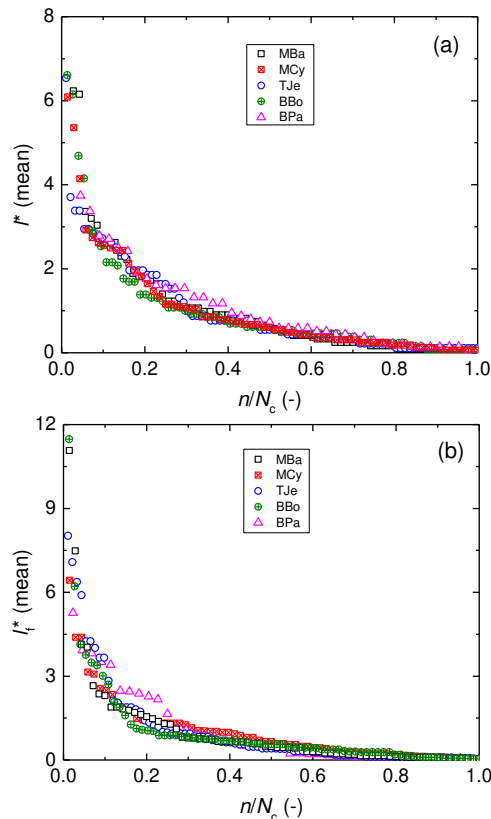 (a)
MBa
MCy
TJe
BBo
BPa
8
6
4
2
0
I* (mean)
0.0 0.2 0.4 0.6 0.8 1.0
n/Nc (-)
(b)
MBa
MCy
TJe
BBo
BPa
12
9
6
3
0
If* (mean)
0.0 0.2 0.4 0.6 0.8 1.0
n/Nc (-)